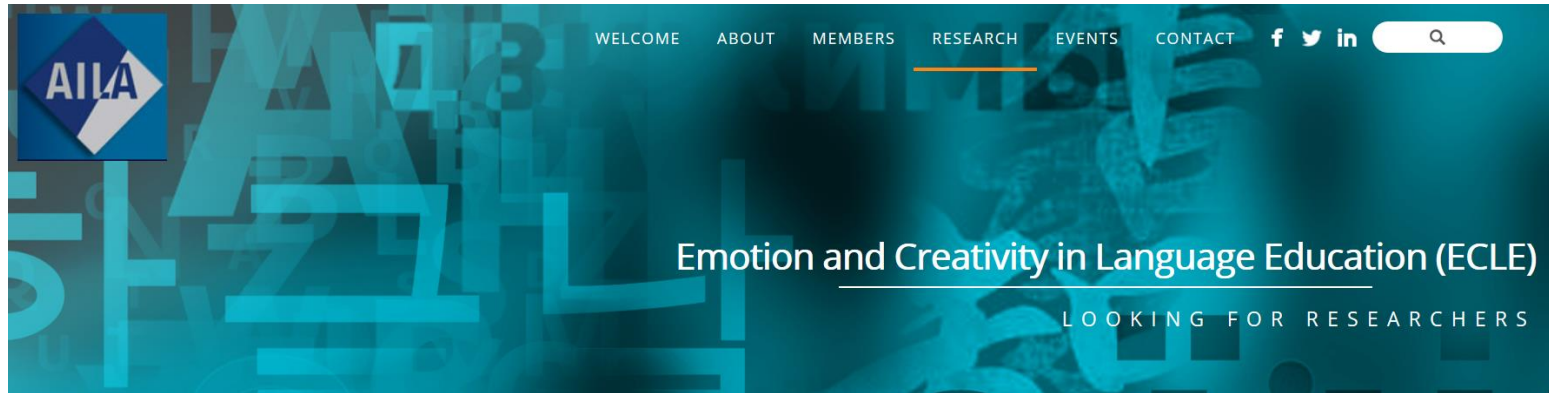 AILA
WELCOME ABOUT MEMBERS RESEARCH EVENTS CONTACT
Emotion and Creativity in Language Education (ECLE)
LOOKING FOR RESEARCHERS